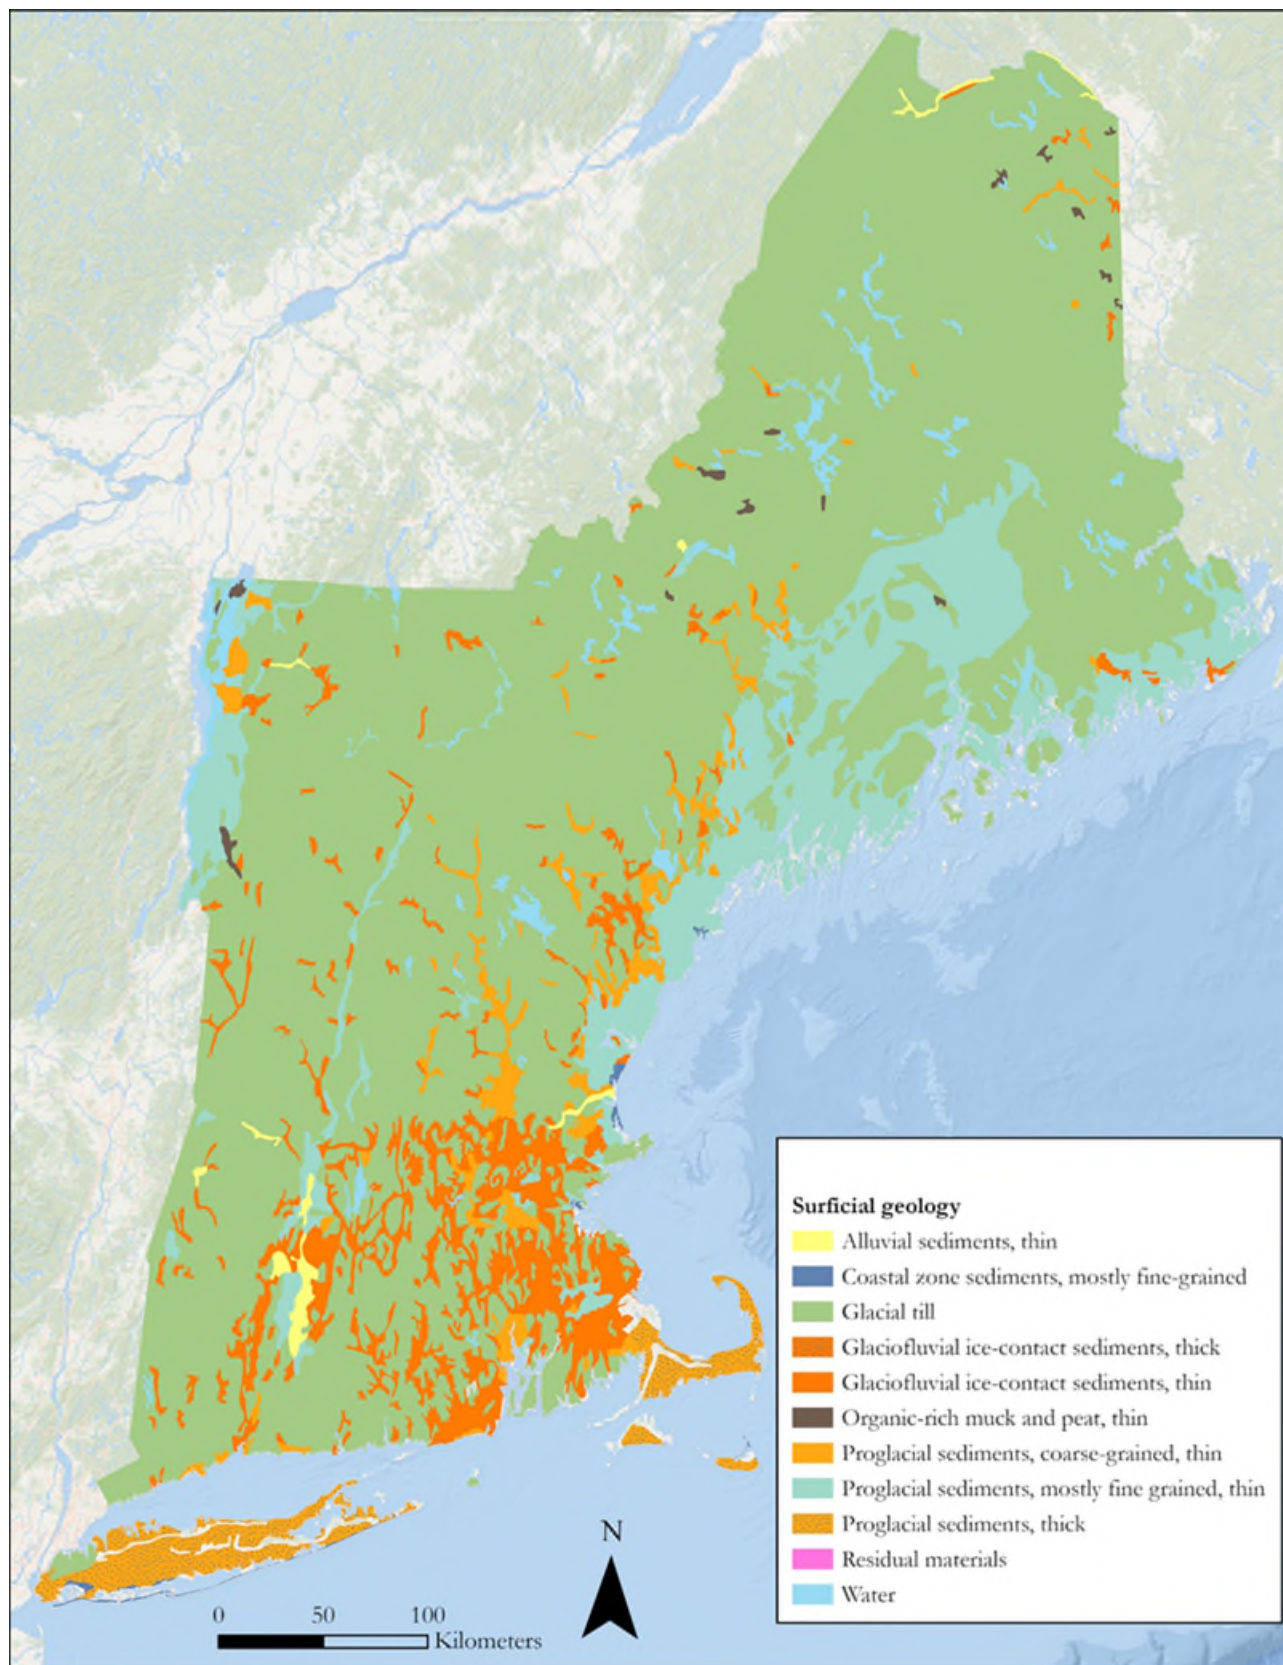 Surficial geology
Alluvial sediments, thin
Coastal zone sediments, mostly fine-grained
Glacial till
Glaciofluvial ice-contact sediments, thick
Glaciofluvial ice-contact sediments, thin
Organic-rich muck and peat, thin
Proglacial sediments, coarse-grained, thin
Proglacial sediments, mostly fine grained, thin
Proglacial sediments, thick
Residual materials
Water
N
0 50 100
Kilometers